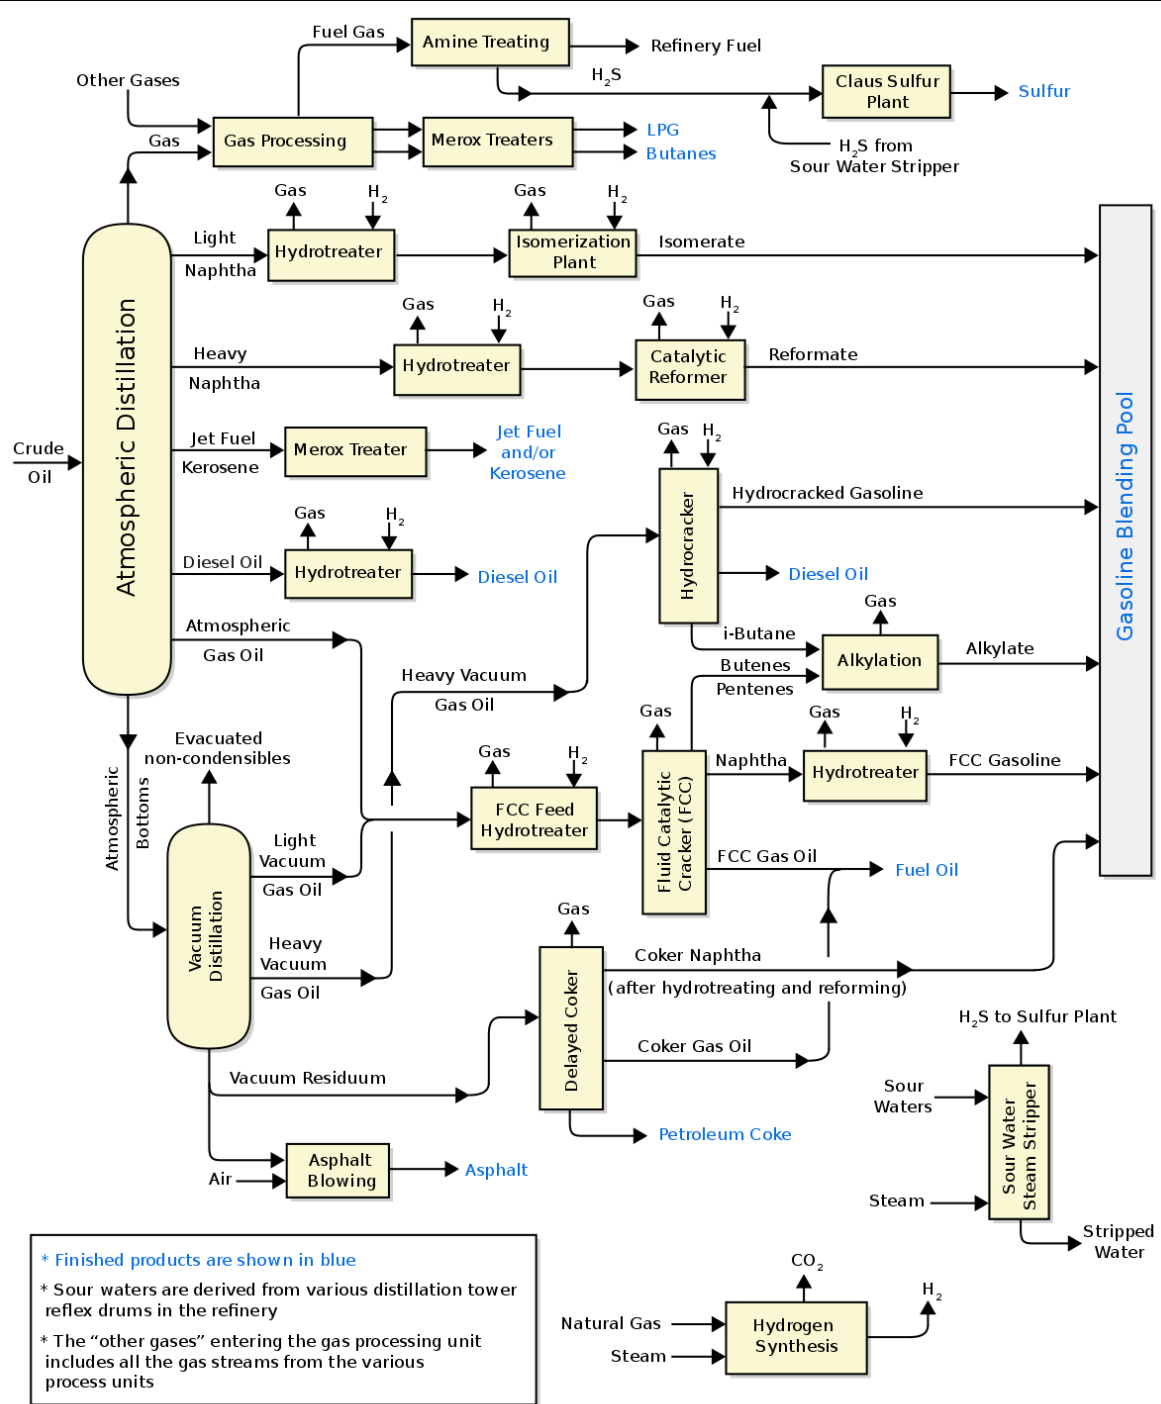 Fuel Gas
Amine Treating
Refinery Fuel
Other Gases
H₂S
Claus Sulfur
Plant
Sulfur
Gas
Gas Processing
Merox Treaters
LPG
Butanes
H₂S from
Sour Water Stripper
Gas
H₂
Gas
H₂
Light
Naphtha
Hydrotreater
Isomerization
Plant
Isomerate
Gas
H₂
Gas
H₂
Heavy
Naphtha
Hydrotreater
Catalytic
Reformer
Reformate
Atmospheric Distillation
Gasoline Blending Pool
Crude
Oil
Jet Fuel
Kerosene
Merox Treater
Jet Fuel
and/or
Kerosene
Gas
H₂
Hydrocracker
Hydrocracked Gasoline
Diesel Oil
Gas
H₂
Diesel Oil
Hydrotreater
Diesel Oil
Gas
i-Butane
Butenes
Pentenes
Alkylation
Alkylate
Atmospheric
Gas Oil
Heavy Vacuum
Gas Oil
Gas
Gas
H₂
Evacuated
non-condensibles
Gas
H₂
Naphtha
Hydrotreater
FCC Gasoline
Atmospheric
Bottoms
FCC Feed
Hydrotreater
Fluid Catalytic
Cracker (FCC)
Light
Vacuum
Gas Oil
FCC Gas Oil
Fuel Oil
Vacuum
Distillation
Heavy
Vacuum
Gas Oil
Gas
Delayed Coker
Coker Naphtha
(after hydrotreating and reforming)
Coker Gas Oil
H₂S to Sulfur Plant
Vacuum Residuum
Sour
Waters
Sour Water
Steam Stripper
Petroleum Coke
Asphalt
Blowing
Air
Asphalt
Steam
Stripped
Water
* Finished products are shown in blue
* Sour waters are derived from various distillation tower
reflex drums in the refinery
* The “other gases” entering the gas processing unit
includes all the gas streams from the various
process units
CO₂
H₂
Natural Gas
Steam
Hydrogen
Synthesis